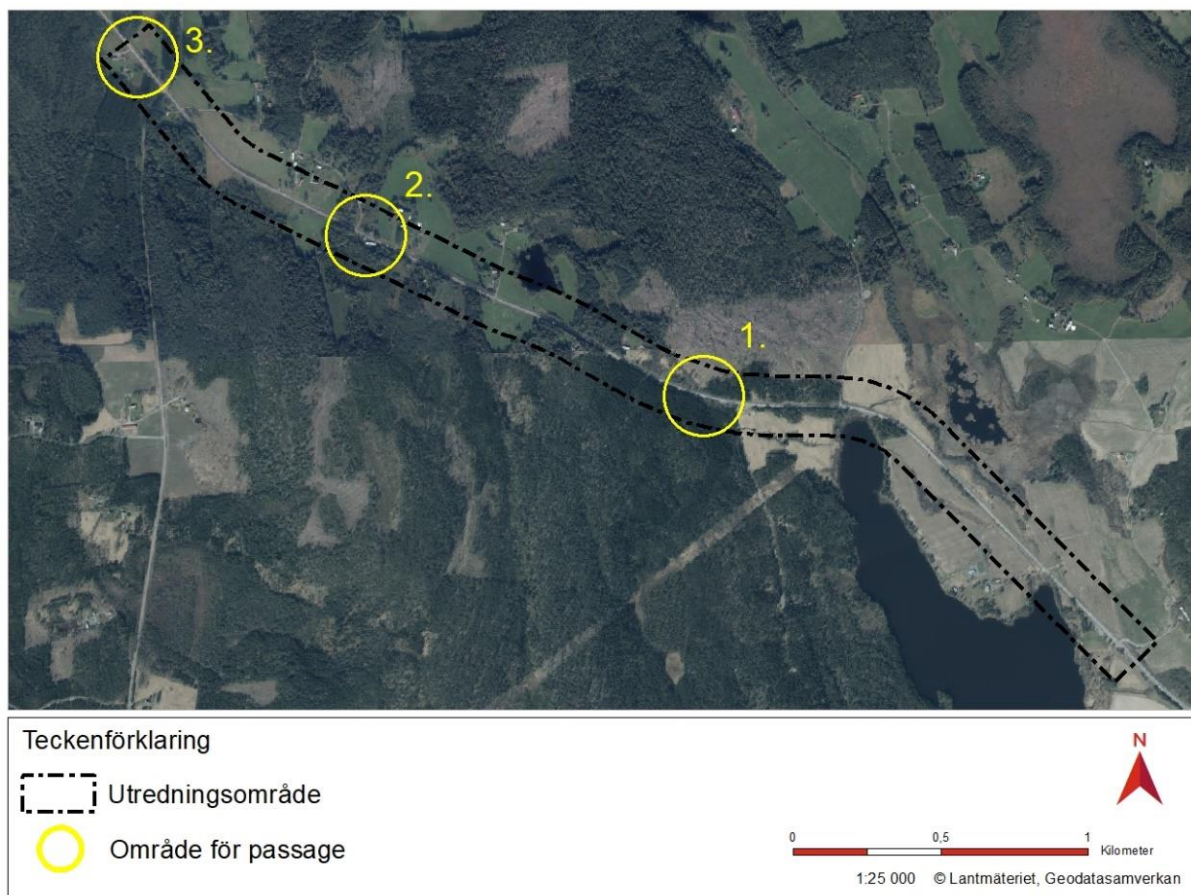 3.
2.
1.
Teckenförklaring
N
Utredningsområde
Område för passage
0 0,5 1
Kilometer
1:25 000 © Lantmäteriet, Geodatasamverkan